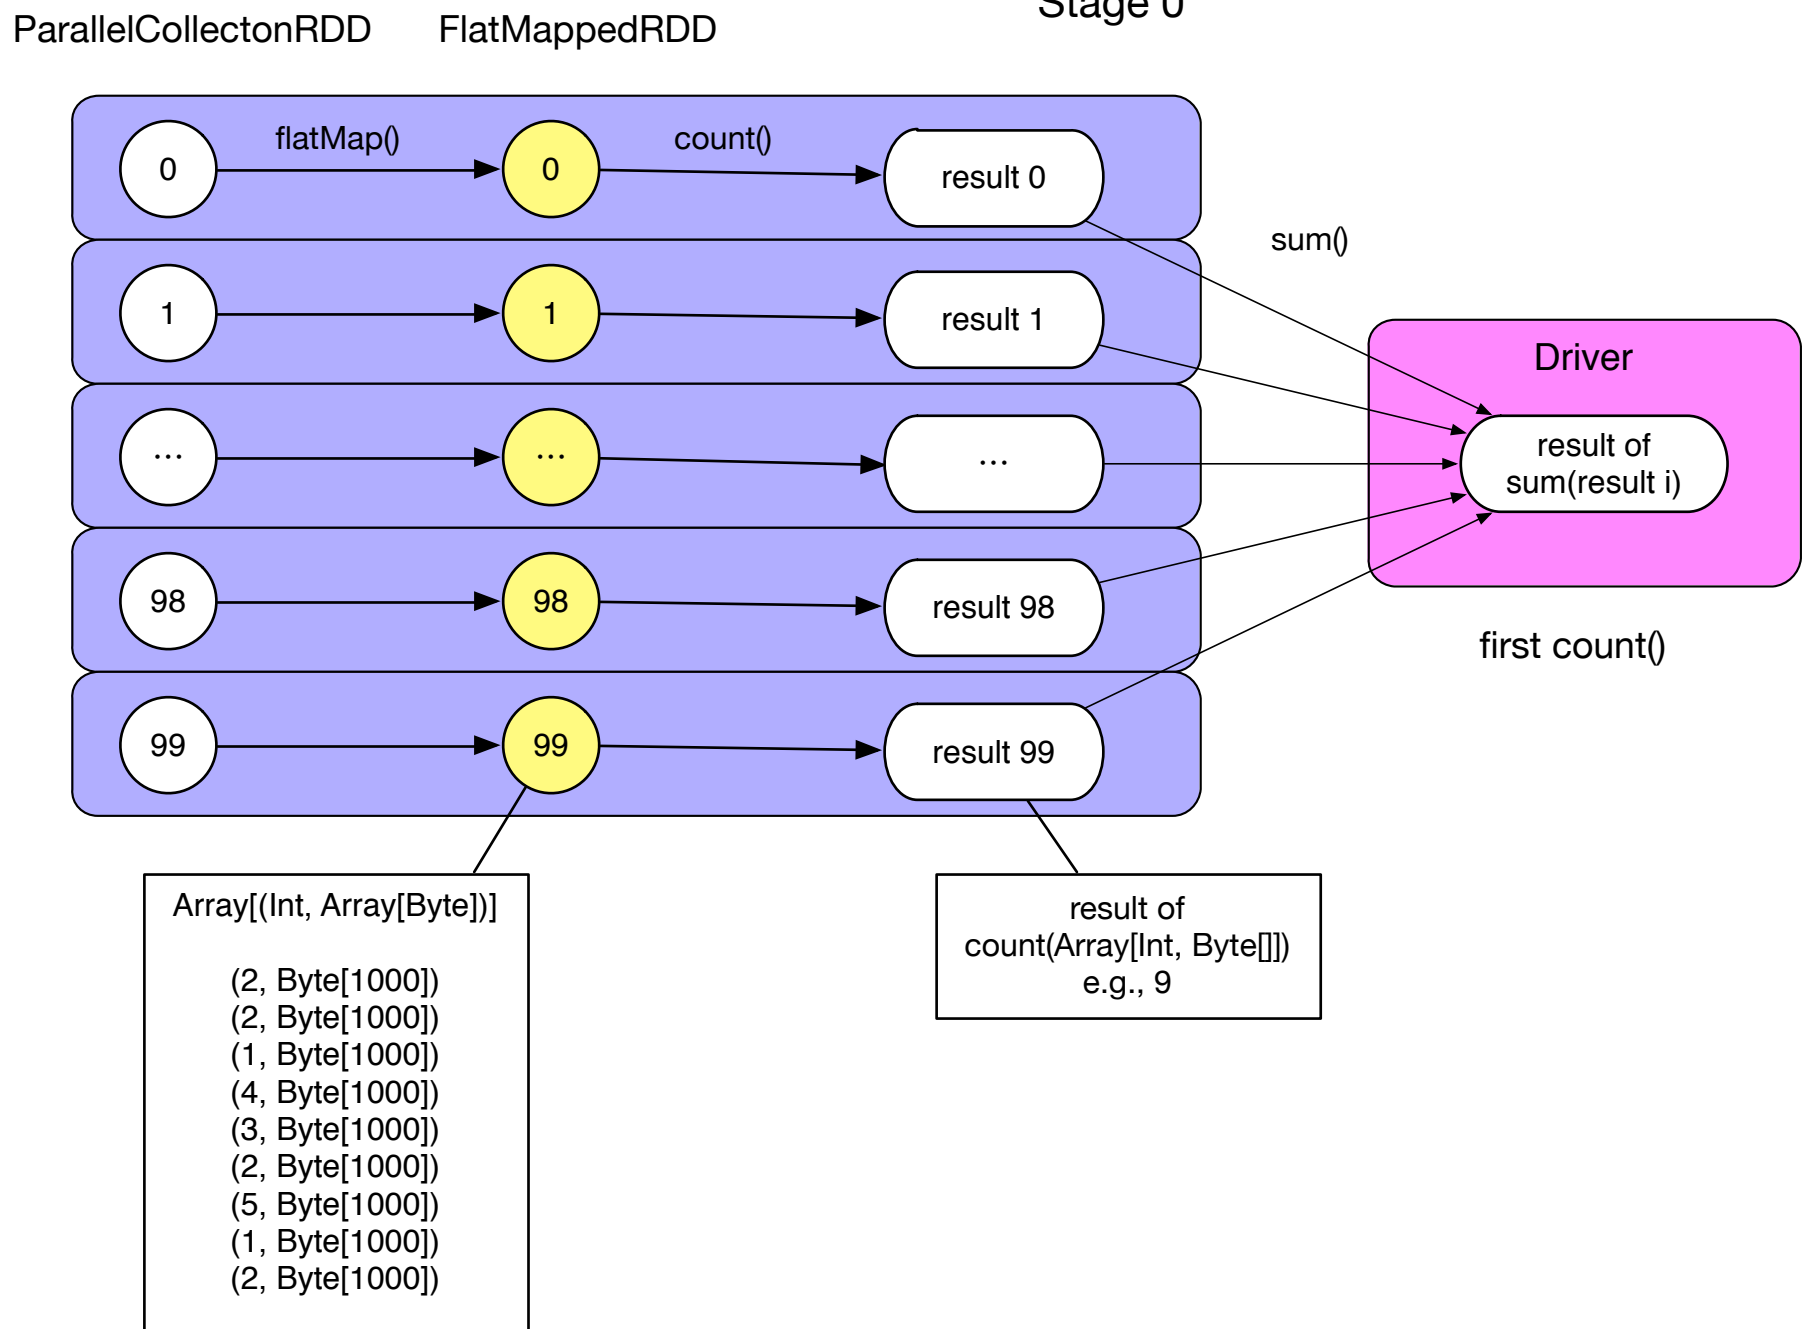 Stage 0
ParallelCollectonRDD
FlatMappedRDD
flatMap()
count()
0
0
result 0
sum()
1
1
result 1
Driver
...
...
...
result of
sum(result i)
98
98
result 98
first count()
99
99
result 99
Array[(Int, Array[Byte])]
(2, Byte[1000])
(2, Byte[1000])
(1, Byte[1000])
(4, Byte[1000])
(3, Byte[1000])
(2, Byte[1000])
(5, Byte[1000])
(1, Byte[1000])
(2, Byte[1000])
result of
count(Array[Int, Byte[]])
e.g., 9